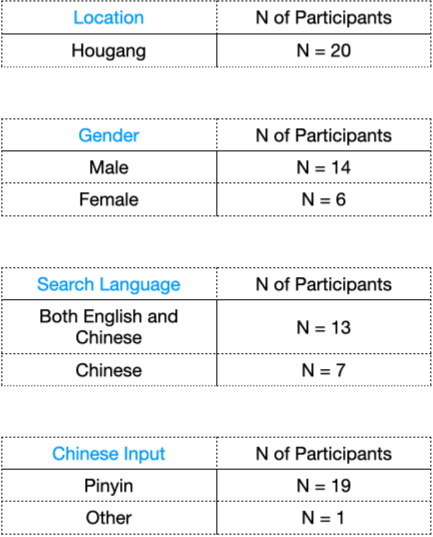 Location N of Participants
Hougang N = 20
Gender N of Participants
Male N = 14
Female N = 6
Search Language N of Participants
Both English and
Chinese N = 13
Chinese N = 7
Chinese Input N of Participants
Pinyin N = 19
Other N = 1